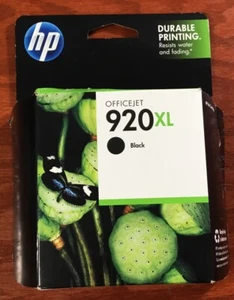 hp
DURABLE
PRINTING.
Resists water
and fading.*
OFFICEJET
920XL
Black